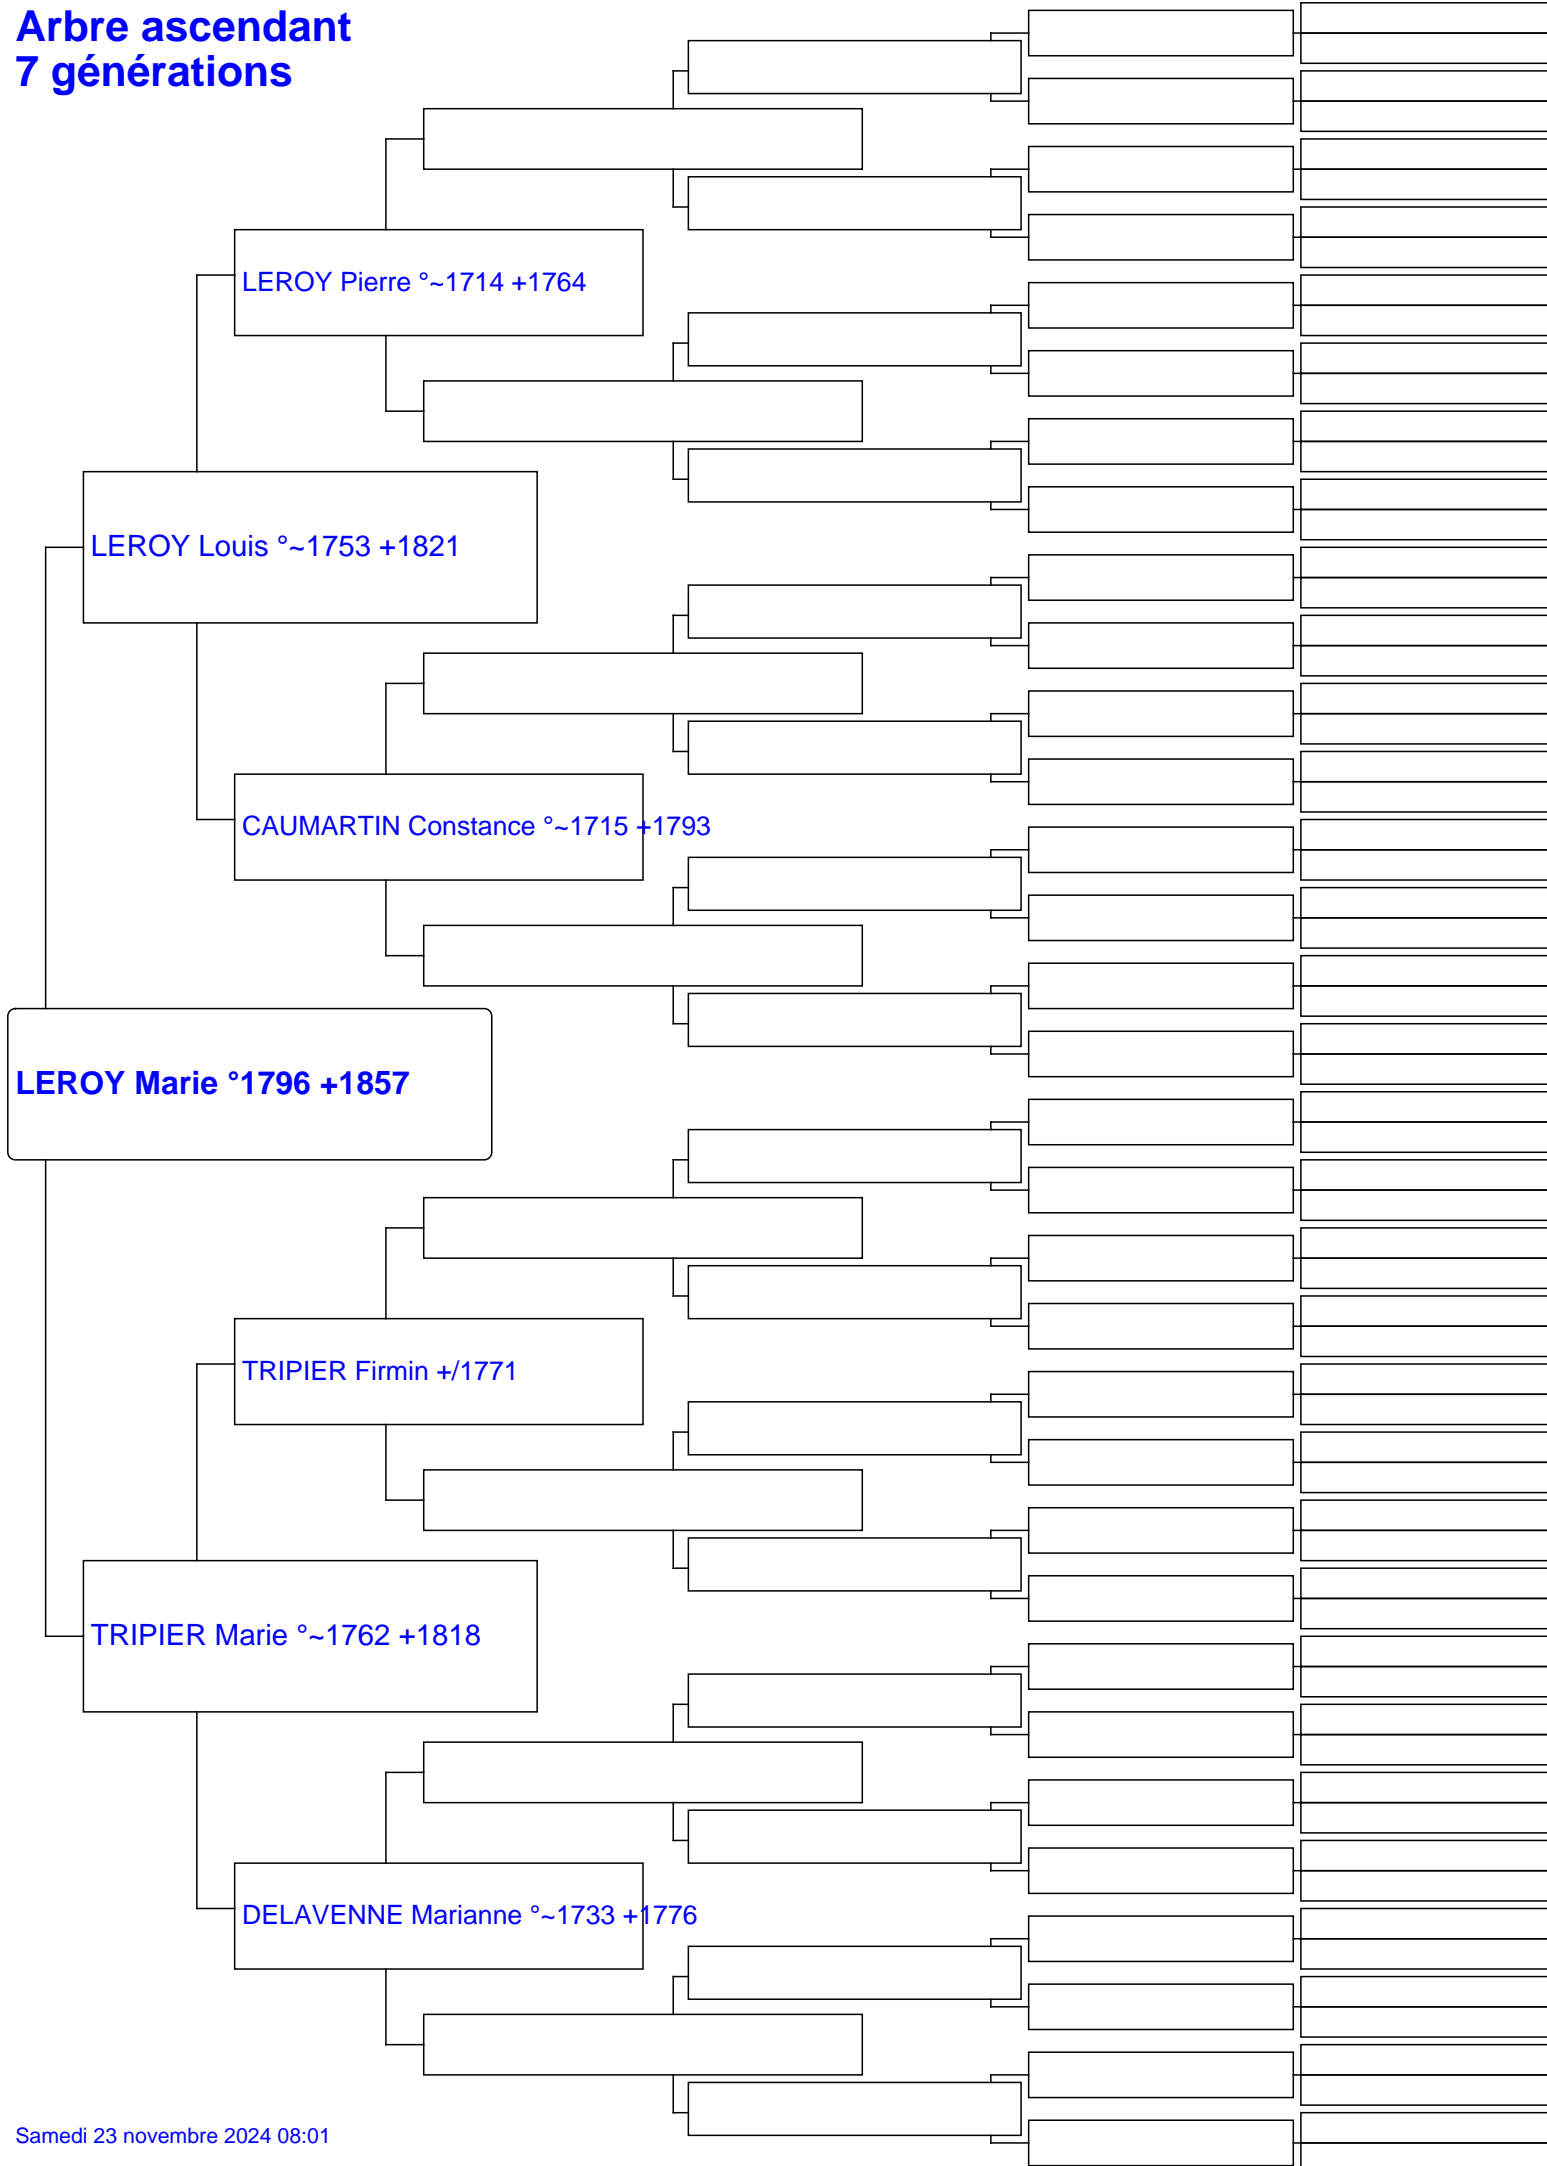 Arbre ascendant
7 générations
LEROY Pierre °~1714 +1764
LEROY Louis °~1753 +1821
CAUMARTIN Constance °~1715 +1793
LEROY Marie °1796 +1857
TRIPIER Firmin +/1771
TRIPIER Marie °~1762 +1818
DELAVENNE Marianne °~1733 +1776
Samedi 23 novembre 2024 08:01